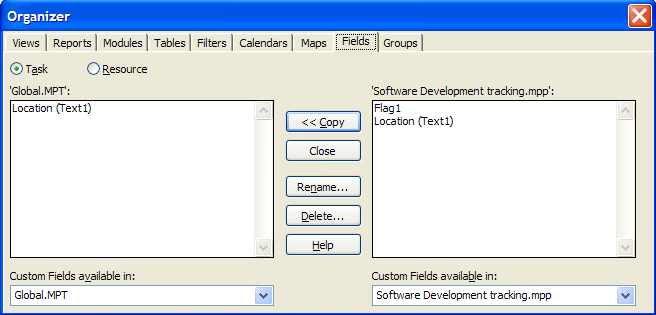 Organizer
Views Reports Modules Tables Filters Calendars Maps Fields Groups
Task Resource
'Global.MPT': 'Software Development tracking.mpp':
Location (Text1)
Flag1
Location (Text1)
<< Copy
Close
Rename...
Delete...
Help
Custom Fields available in: Custom Fields available in:
Global.MPT Software Development tracking.mpp